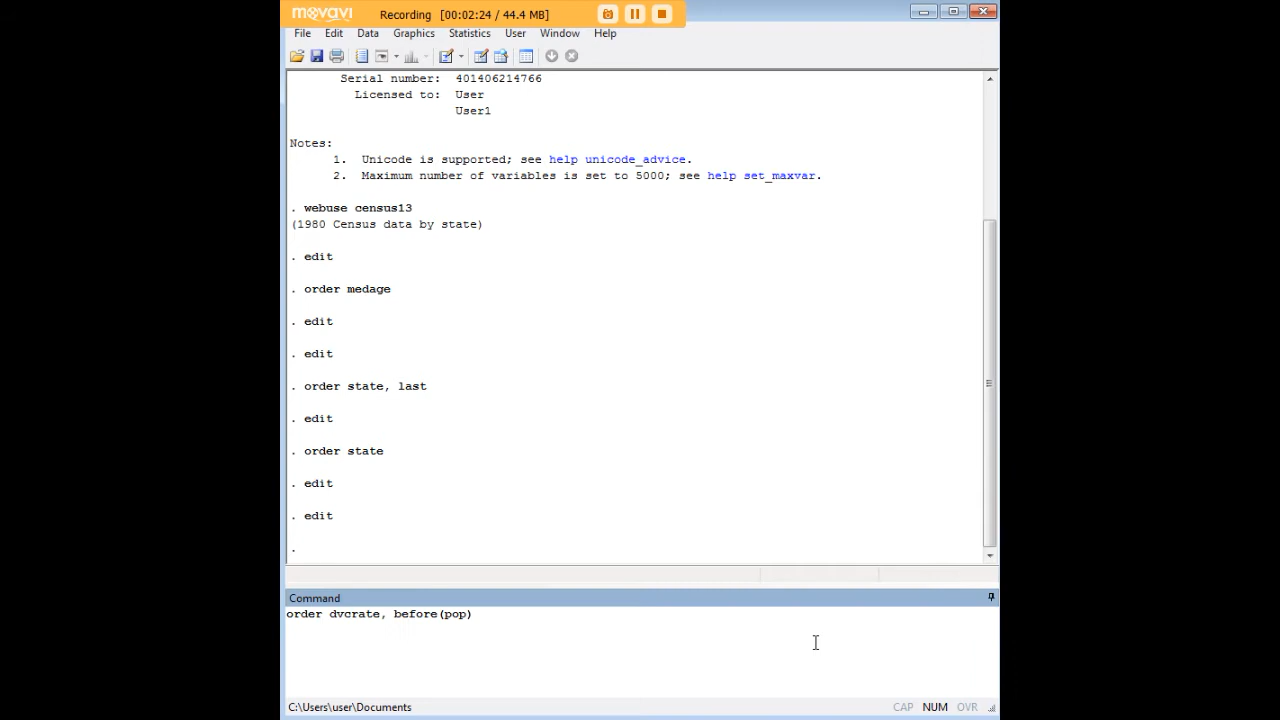 movavi Recording [00:02:24 / 44.4 MB]
File Edit Data Graphics Statistics User Window Help
Serial number: 401406214766
Licensed to: User
User1
Notes:
1. Unicode is supported; see help unicode_advice.
2. Maximum number of variables is set to 5000; see help set_maxvar.
. webuse census13
(1980 Census data by state)
. edit
. order medage
. edit
. edit
. order state, last
. edit
. order state
. edit
. edit
.
Command
order dvcrate, before(pop)
C:\Users\user\Documents CAP NUM OVR